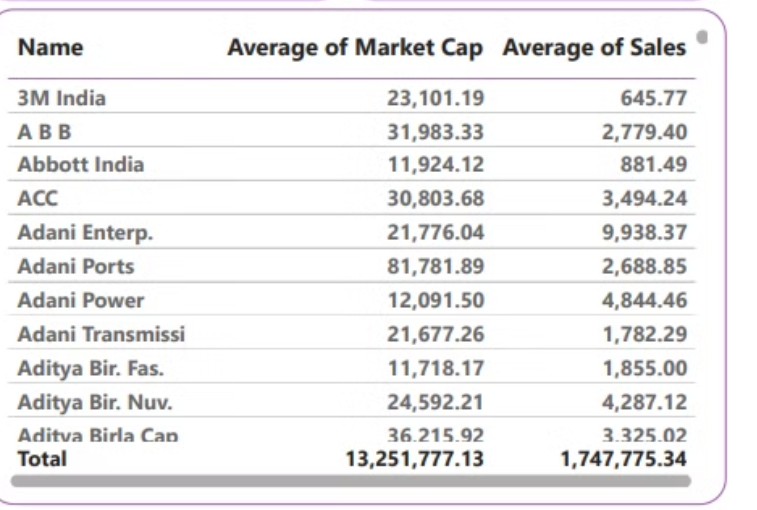 Name Average of Market Cap Average of Sales
3M India 23,101.19 645.77
A B B 31,983.33 2,779.40
Abbott India 11,924.12 881.49
ACC 30,803.68 3,494.24
Adani Enterp. 21,776.04 9,938.37
Adani Ports 81,781.89 2,688.85
Adani Power 12,091.50 4,844.46
Adani Transmissi 21,677.26 1,782.29
Aditya Bir. Fas. 11,718.17 1,855.00
Aditya Bir. Nuv. 24,592.21 4,287.12
Aditya Birla Cap 36,215.92 3,325.02
Total 13,251,777.13 1,747,775.34